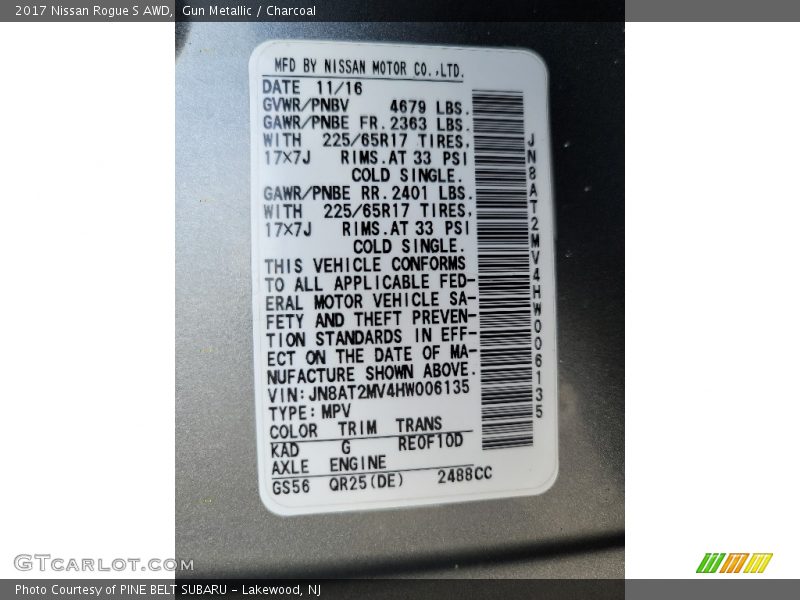 2017 Nissan Rogue S AWD,  Gun Metallic / Charcoal
MFD BY NISSAN MOTOR CO.,LTD.
DATE 11/16
GVWR/PNBV 4679 LBS.
GAWR/PNBE FR.2363 LBS.
WITH 225/65R17 TIRES,
17×7J RIMS.AT 33 PSI
COLD SINGLE.
GAWR/PNBE RR.2401 LBS.
WITH 225/65R17 TIRES,
17×7J RIMS.AT 33 PSI
COLD SINGLE.
THIS VEHICLE CONFORMS
TO ALL APPLICABLE FED-
ERAL MOTOR VEHICLE SA-
FETY AND THEFT PREVEN-
TION STANDARDS IN EFF-
ECT ON THE DATE OF MA-
NUFACTURE SHOWN ABOVE.
VIN:JN8AT2MV4HW006135
TYPE:MPV
COLOR TRIM TRANS
KAD G RE0F10D
AXLE ENGINE
GS56 QR25(DE) 2488CC
JN8AT2MV4HW006135
GTCarlot.com
Photo Courtesy of PINE BELT SUBARU - Lakewood, NJ